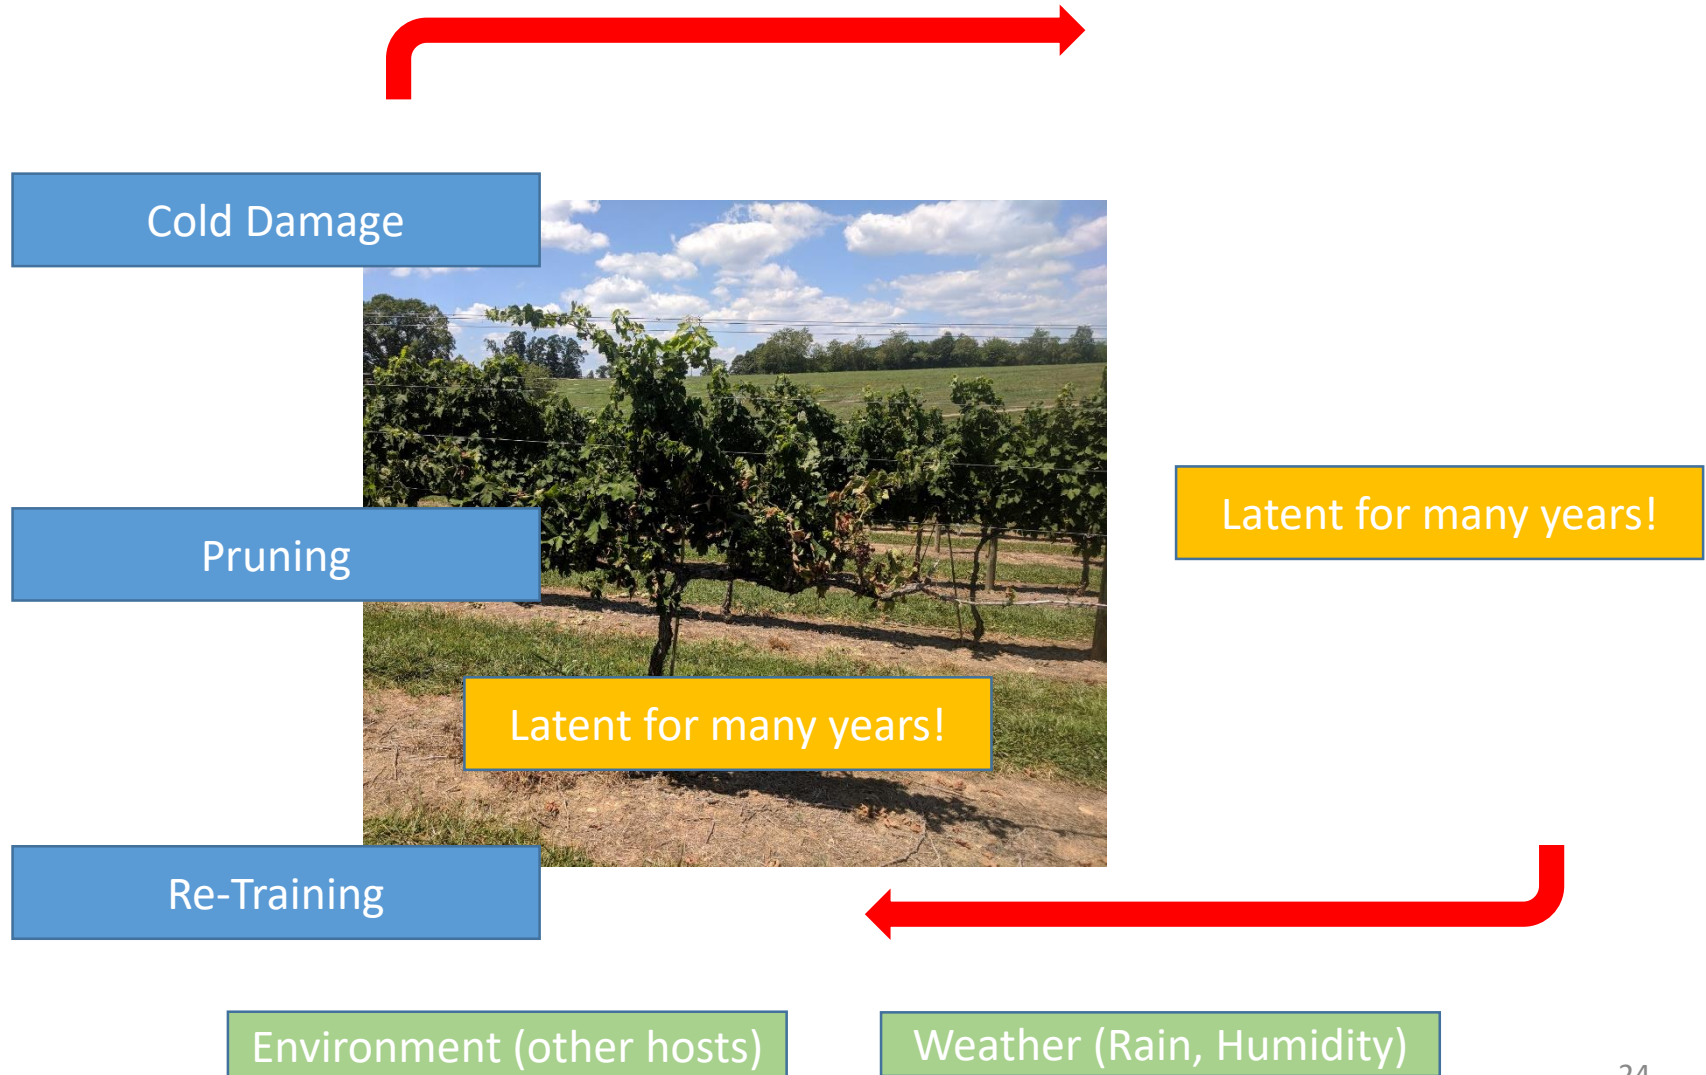 Cold Damage
Pruning
Latent for many years!
Latent for many years!
Re-Training
Environment (other hosts)
Weather (Rain, Humidity)
24